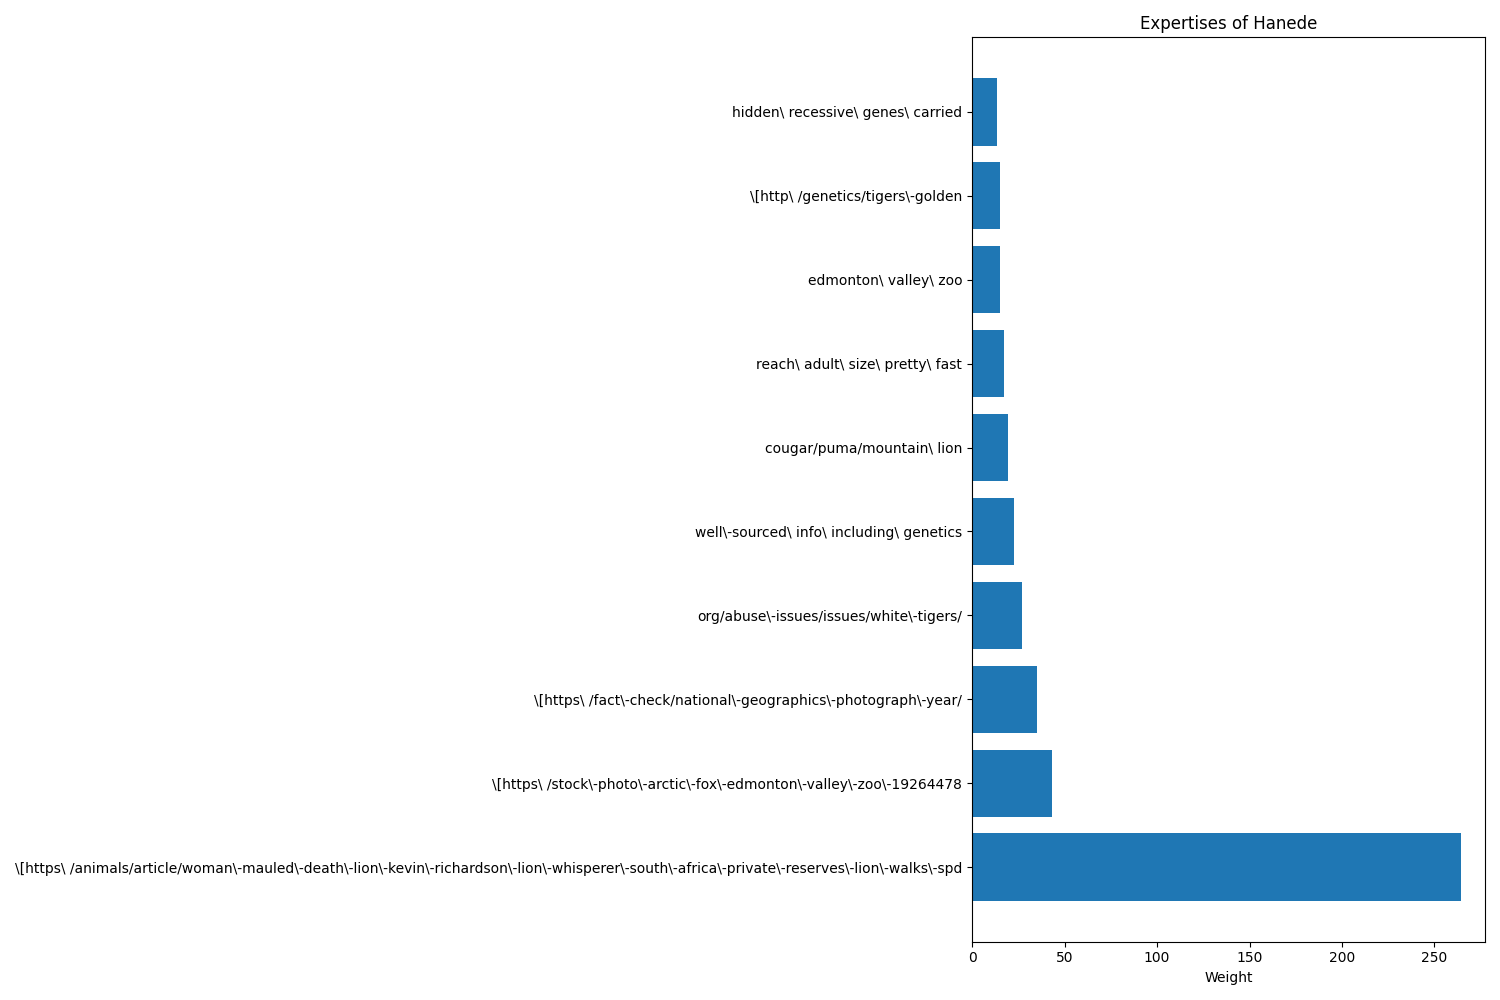 Expertises of Hanede
hidden\ recessive\ genes\ carried
\[http\ /genetics/tigers\-golden
edmonton\ valley\ zoo
reach\ adult\ size\ pretty\ fast
cougar/puma/mountain\ lion
well\-sourced\ info\ including\ genetics
org/abuse\-issues/issues/white\-tigers/
\[https\ /fact\-check/national\-geographics\-photograph\-year/
\[https\ /stock\-photo\-arctic\-fox\-edmonton\-valley\-zoo\-19264478
\[https\ /animals/article/woman\-mauled\-death\-lion\-kevin\-richardson\-lion\-whisperer\-south\-africa\-private\-reserves\-lion\-walks\-spd
0 50 100 150 200 250
Weight